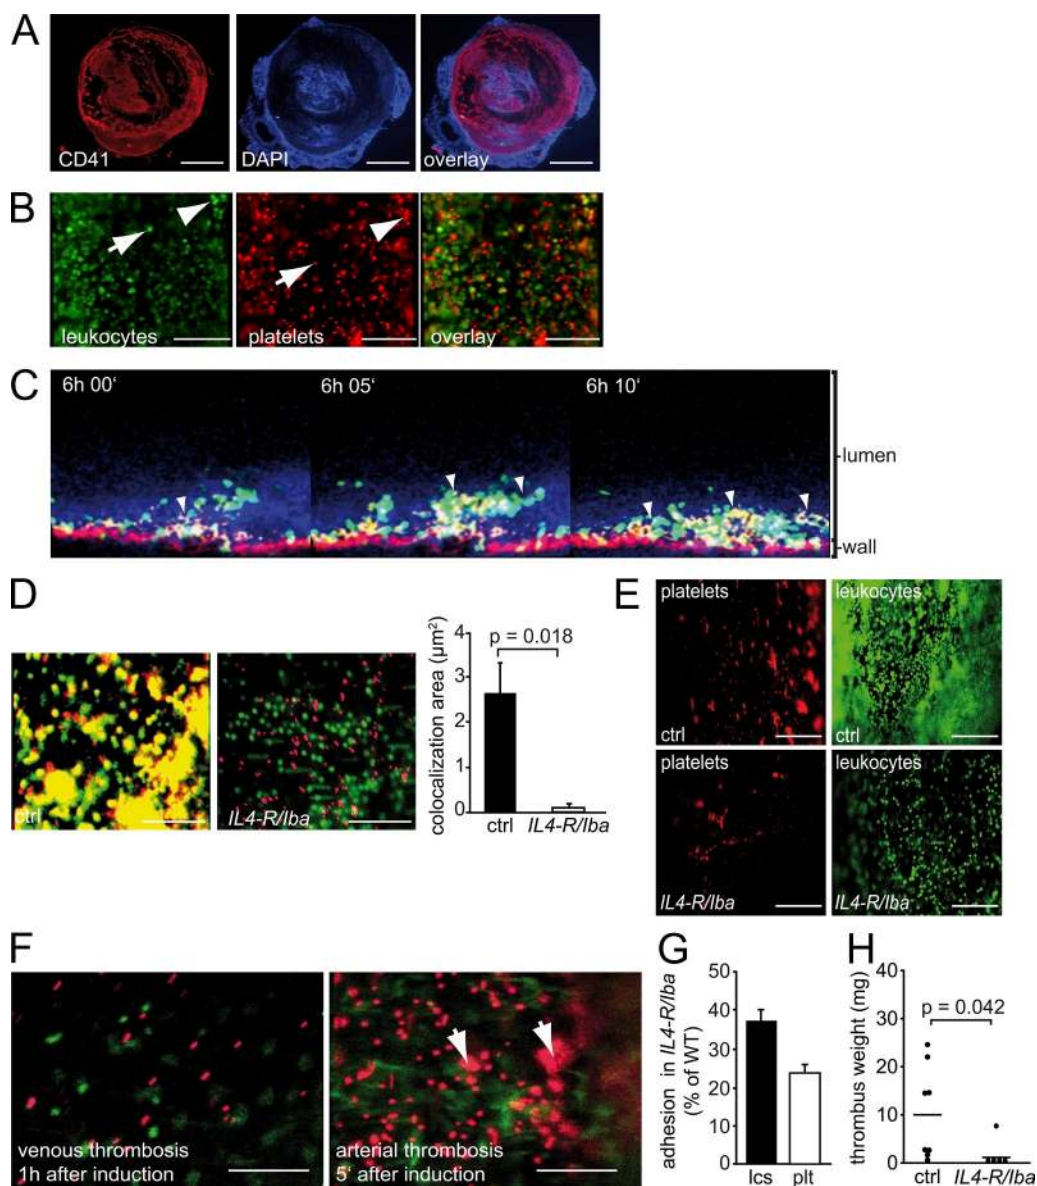 A
CD41
DAPI
overlay
B
leukocytes
platelets
overlay
C
6h 00‘
6h 05‘
6h 10‘
lumen
wall
D
ctrl
IL4-R/Iba
colocalization area (µm²)
4
3
2
1
0
p = 0.018
ctrl
IL4-R/Iba
E
platelets
ctrl
leukocytes
ctrl
platelets
IL4-R/Iba
leukocytes
IL4-R/Iba
F
venous thrombosis
1h after induction
arterial thrombosis
5‘ after induction
G
adhesion in IL4-R/Iba
(% of WT)
50
40
30
20
10
0
lcs
plt
H
thrombus weight (mg)
40
30
20
10
0
p = 0.042
ctrl
IL4-R/Iba